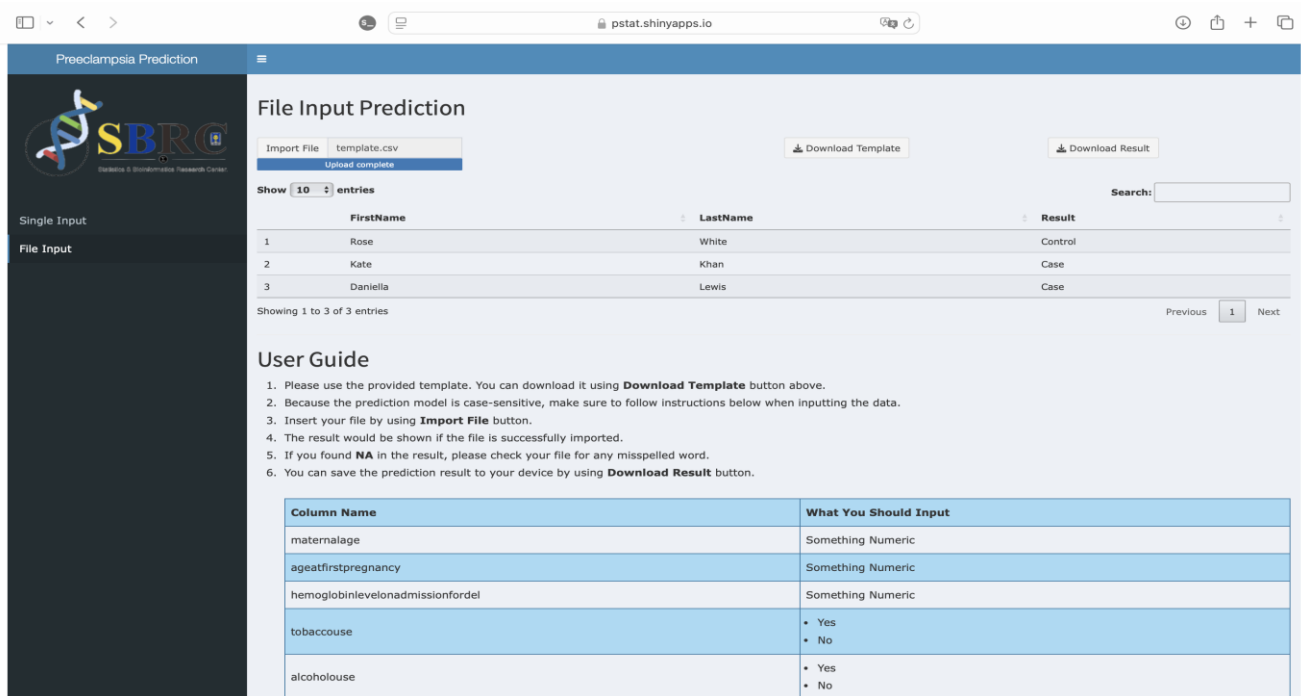 pstat.shinyapps.io
Preeclampsia Prediction
SBRC
Statistics & Bioinformatics Research Center
Single Input
File Input
File Input Prediction
Import File template.csv
Upload complete
Download Template
Download Result
Show 10 entries
Search:
FirstName LastName Result
1 Rose White Control
2 Kate Khan Case
3 Daniella Lewis Case
Showing 1 to 3 of 3 entries
Previous 1 Next
User Guide
1. Please use the provided template. You can download it using Download Template button above.
2. Because the prediction model is case-sensitive, make sure to follow instructions below when inputting the data.
3. Insert your file by using Import File button.
4. The result would be shown if the file is successfully imported.
5. If you found NA in the result, please check your file for any misspelled word.
6. You can save the prediction result to your device by using Download Result button.
Column Name What You Should Input
maternalage Something Numeric
ageatfirstpregnancy Something Numeric
hemoglobinlevelonadmissionfordel Something Numeric
tobaccouse
• Yes
• No
alcoholouse
• Yes
• No